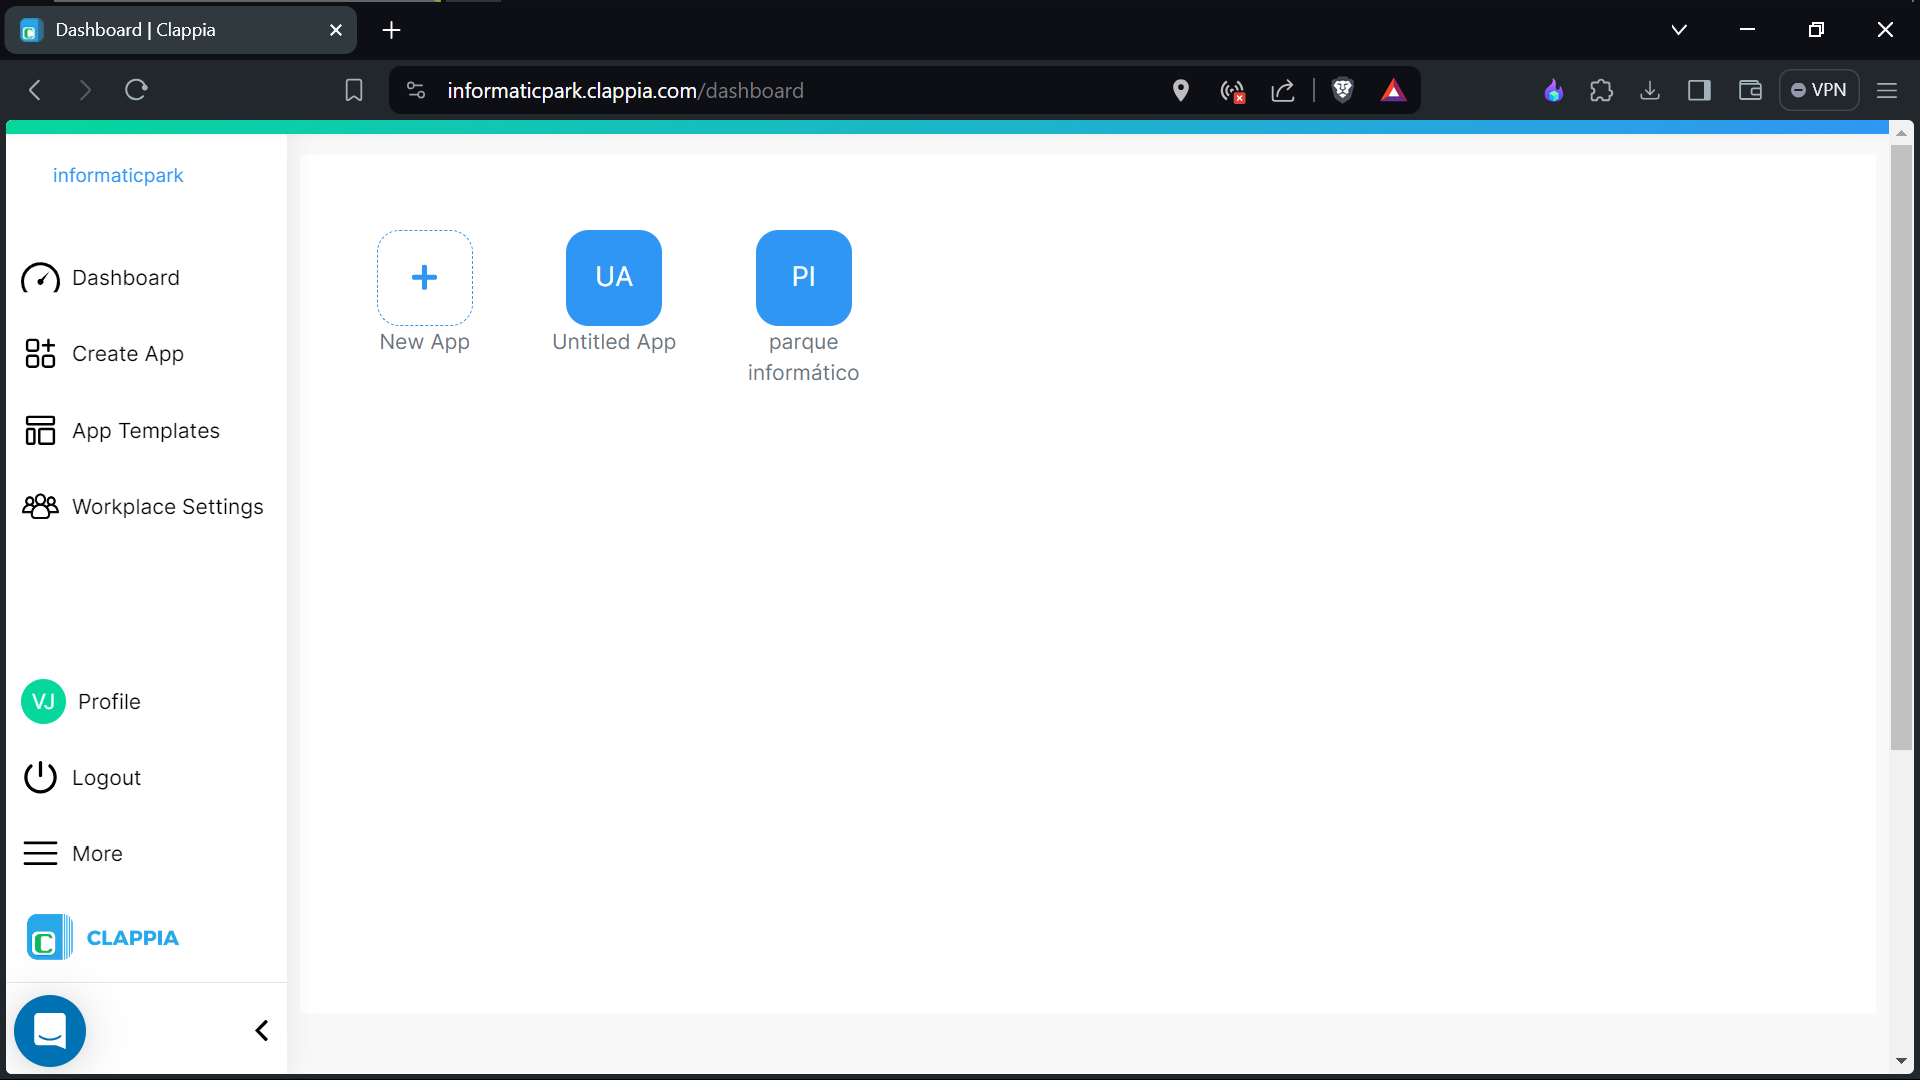 Dashboard | Clappia
informaticpark.clappia.com/dashboard
VPN
informaticpark
Dashboard
Create App
App Templates
Workplace Settings
VJ Profile
Logout
More
C CLAPPIA
New App
UA
Untitled App
PI
parque
informático